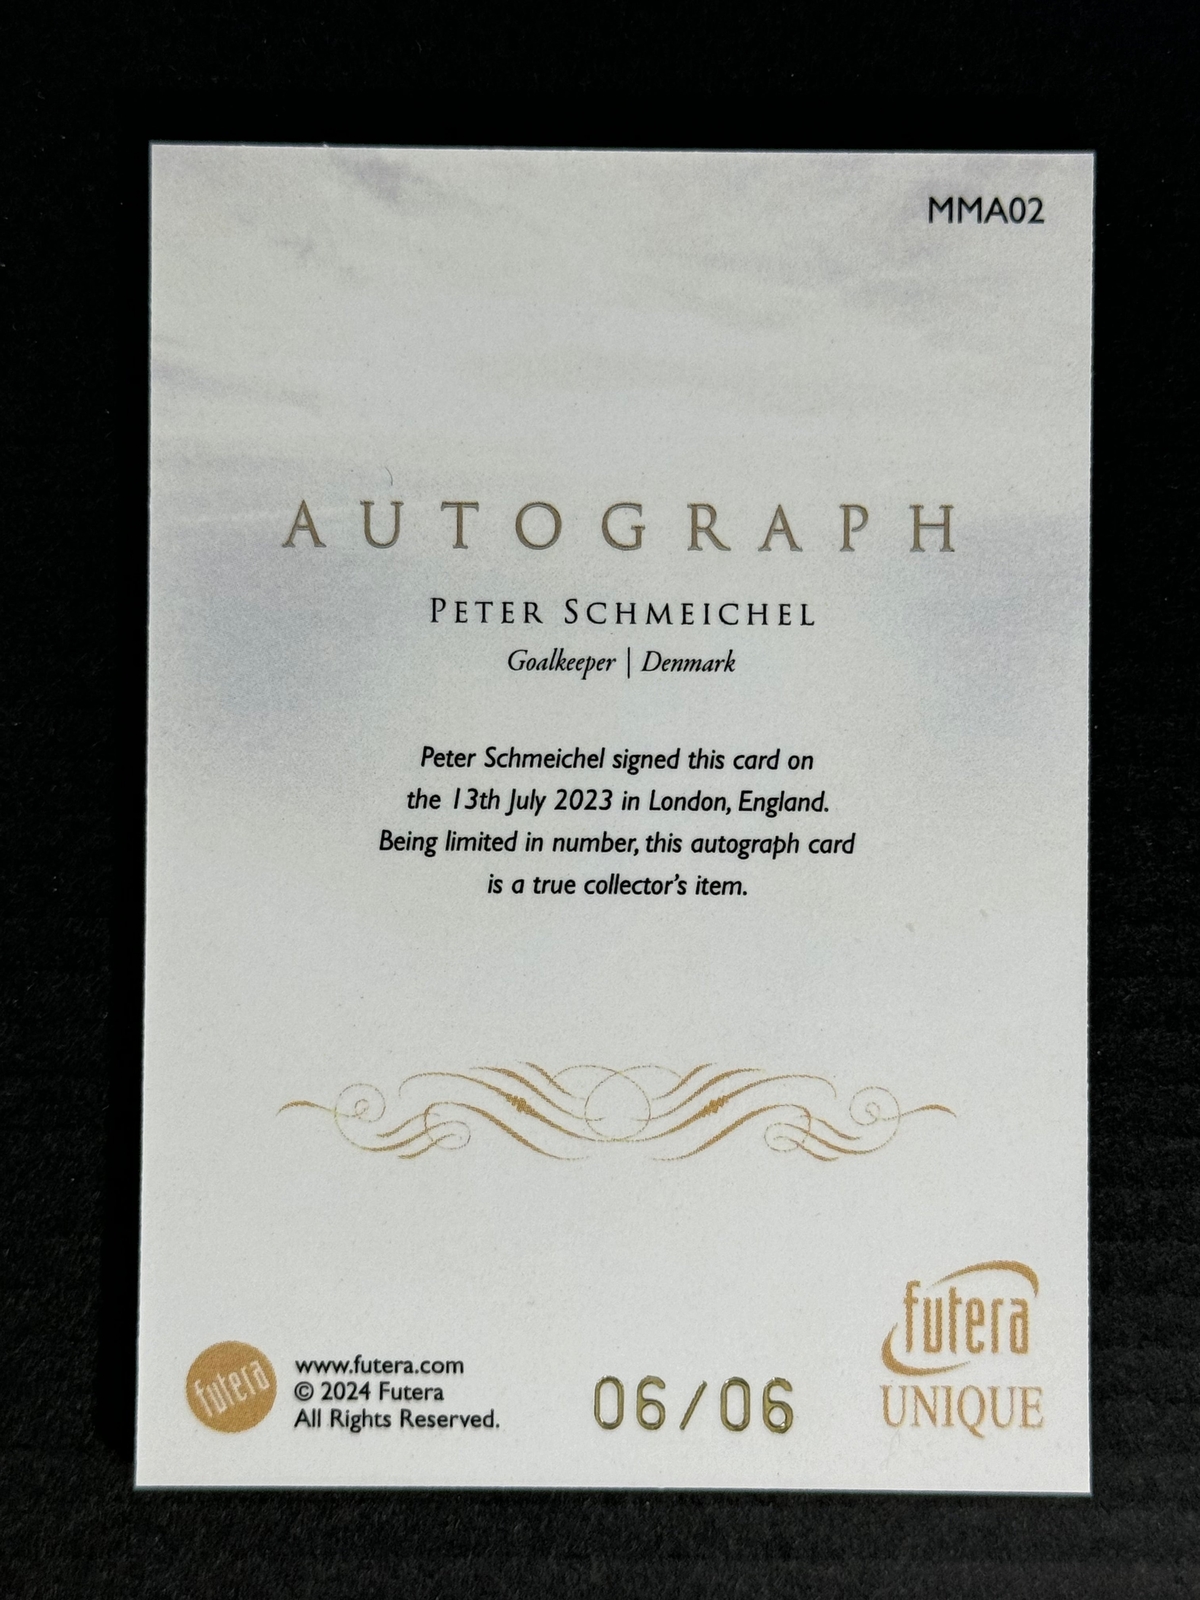 MMA02
AUTOGRAPH
PETER SCHMEICHEL
Goalkeeper | Denmark
Peter Schmeichel signed this card on
the 13th July 2023 in London, England.
Being limited in number, this autograph card
is a true collector's item.
futera
www.futera.com
© 2024 Futera
All Rights Reserved.
06/06
futera
UNIQUE